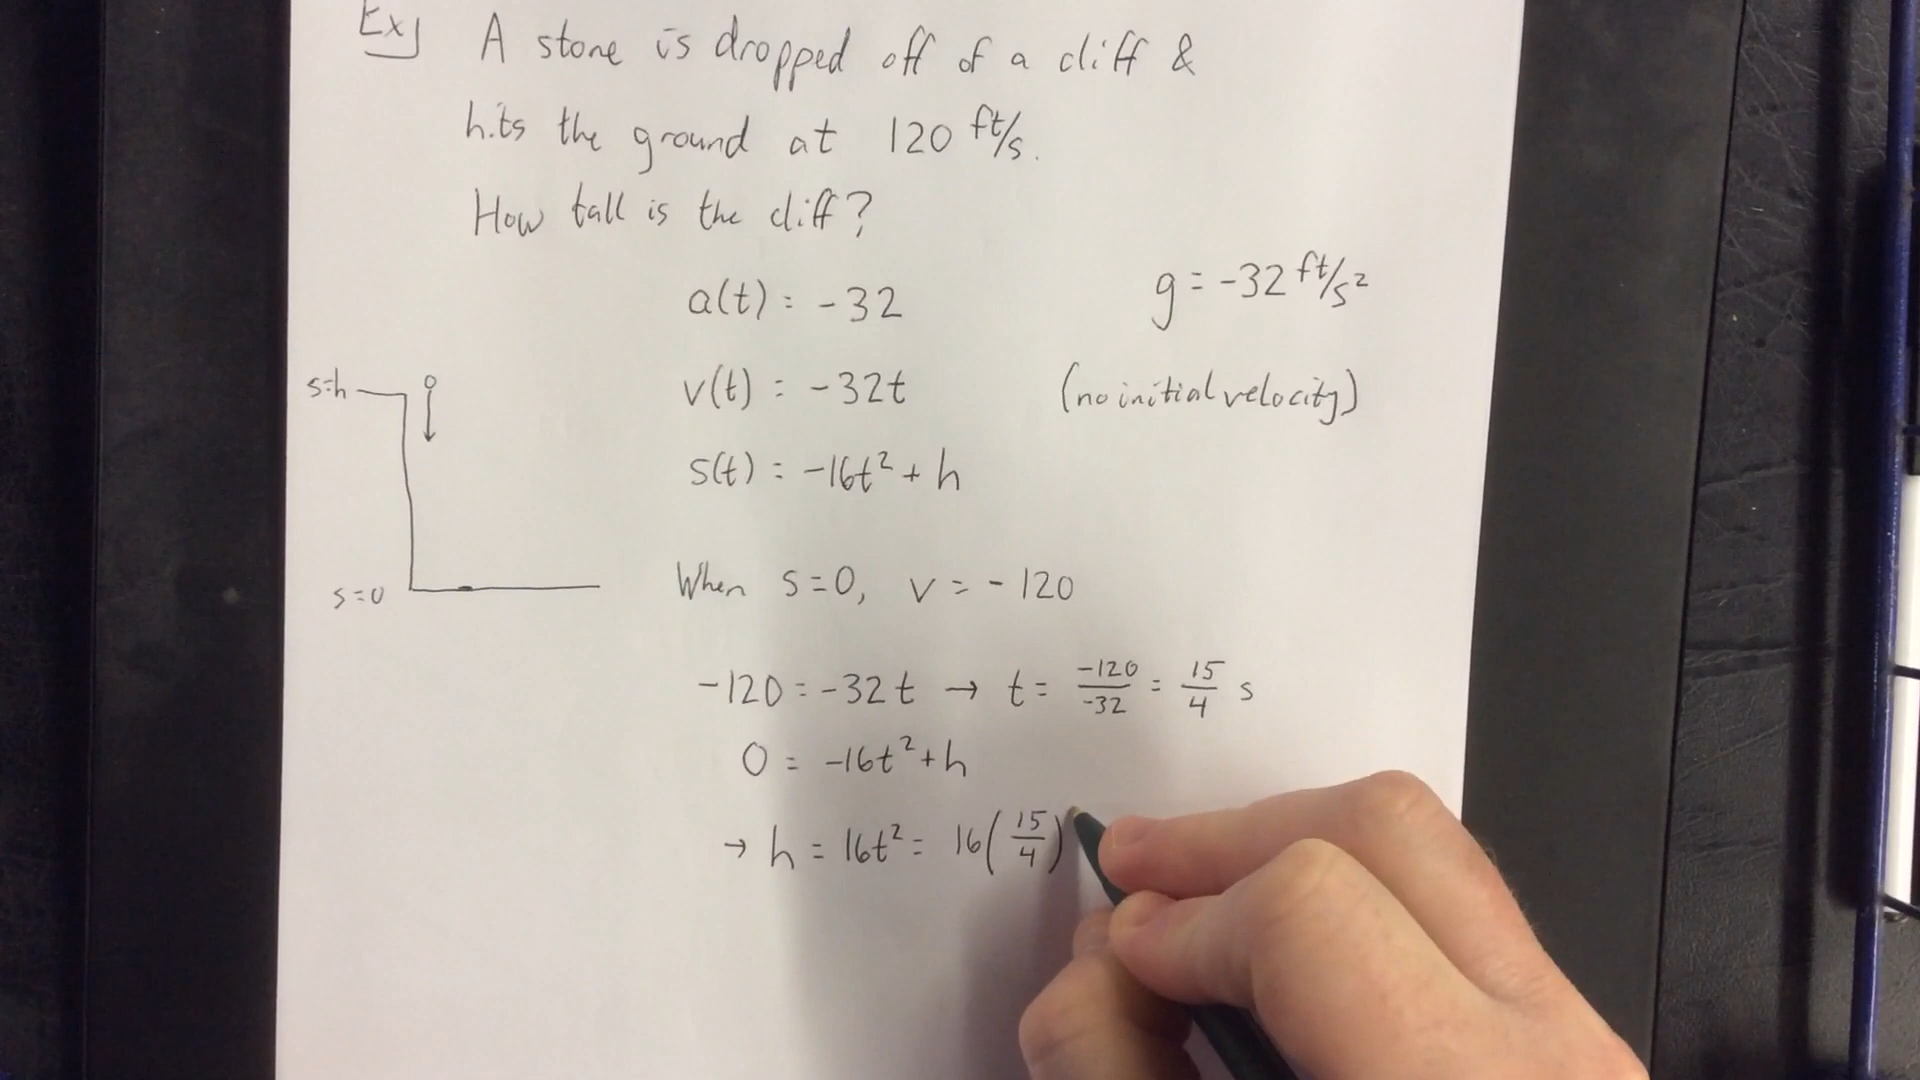 Ex) A stone is dropped off of a cliff &
hits the ground at 120 ft/s.
How tall is the cliff?
a(t) = -32
g = -32 ft/s²
v(t) = -32t
(no initial velocity)
s(t) = -16t² + h
s=h
s=0
When s=0, v = -120
-120 = -32t → t = -120/-32 = 15/4 s
0 = -16t² + h
→ h = 16t² = 16(15/4)